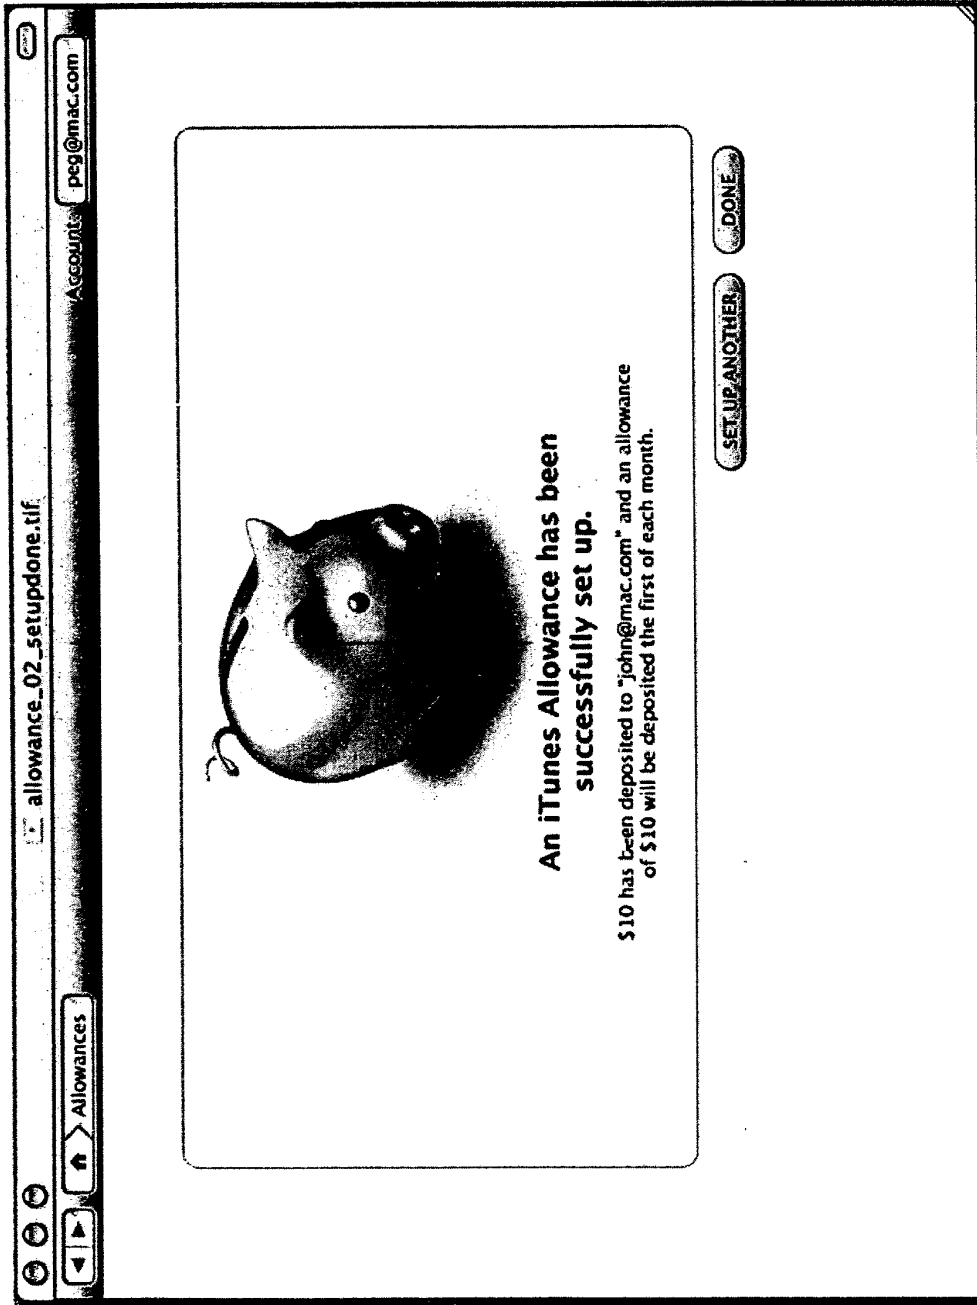 allowance_02_setupdone.tif
Allowances
Account: peg@mac.com
An iTunes Allowance has been
successfully set up.
$10 has been deposited to "john@mac.com" and an allowance
of $10 will be deposited the first of each month.
SET UP ANOTHER
DONE